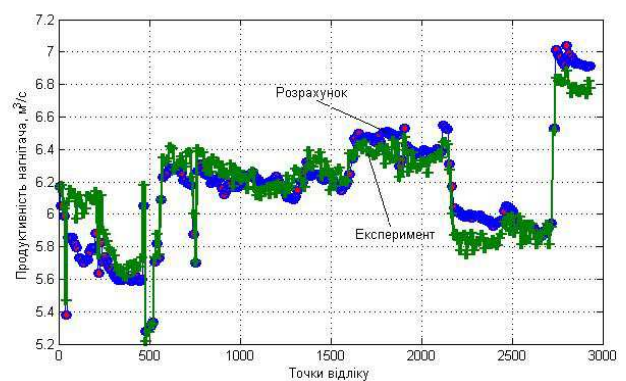 Продуктивність нагнітача, м³/с
7.2
7
6.8
6.6
6.4
6.2
6
5.8
5.6
5.4
5.2
Розрахунок
Експеримент
0 500 1000 1500 2000 2500 3000
Точки відліку